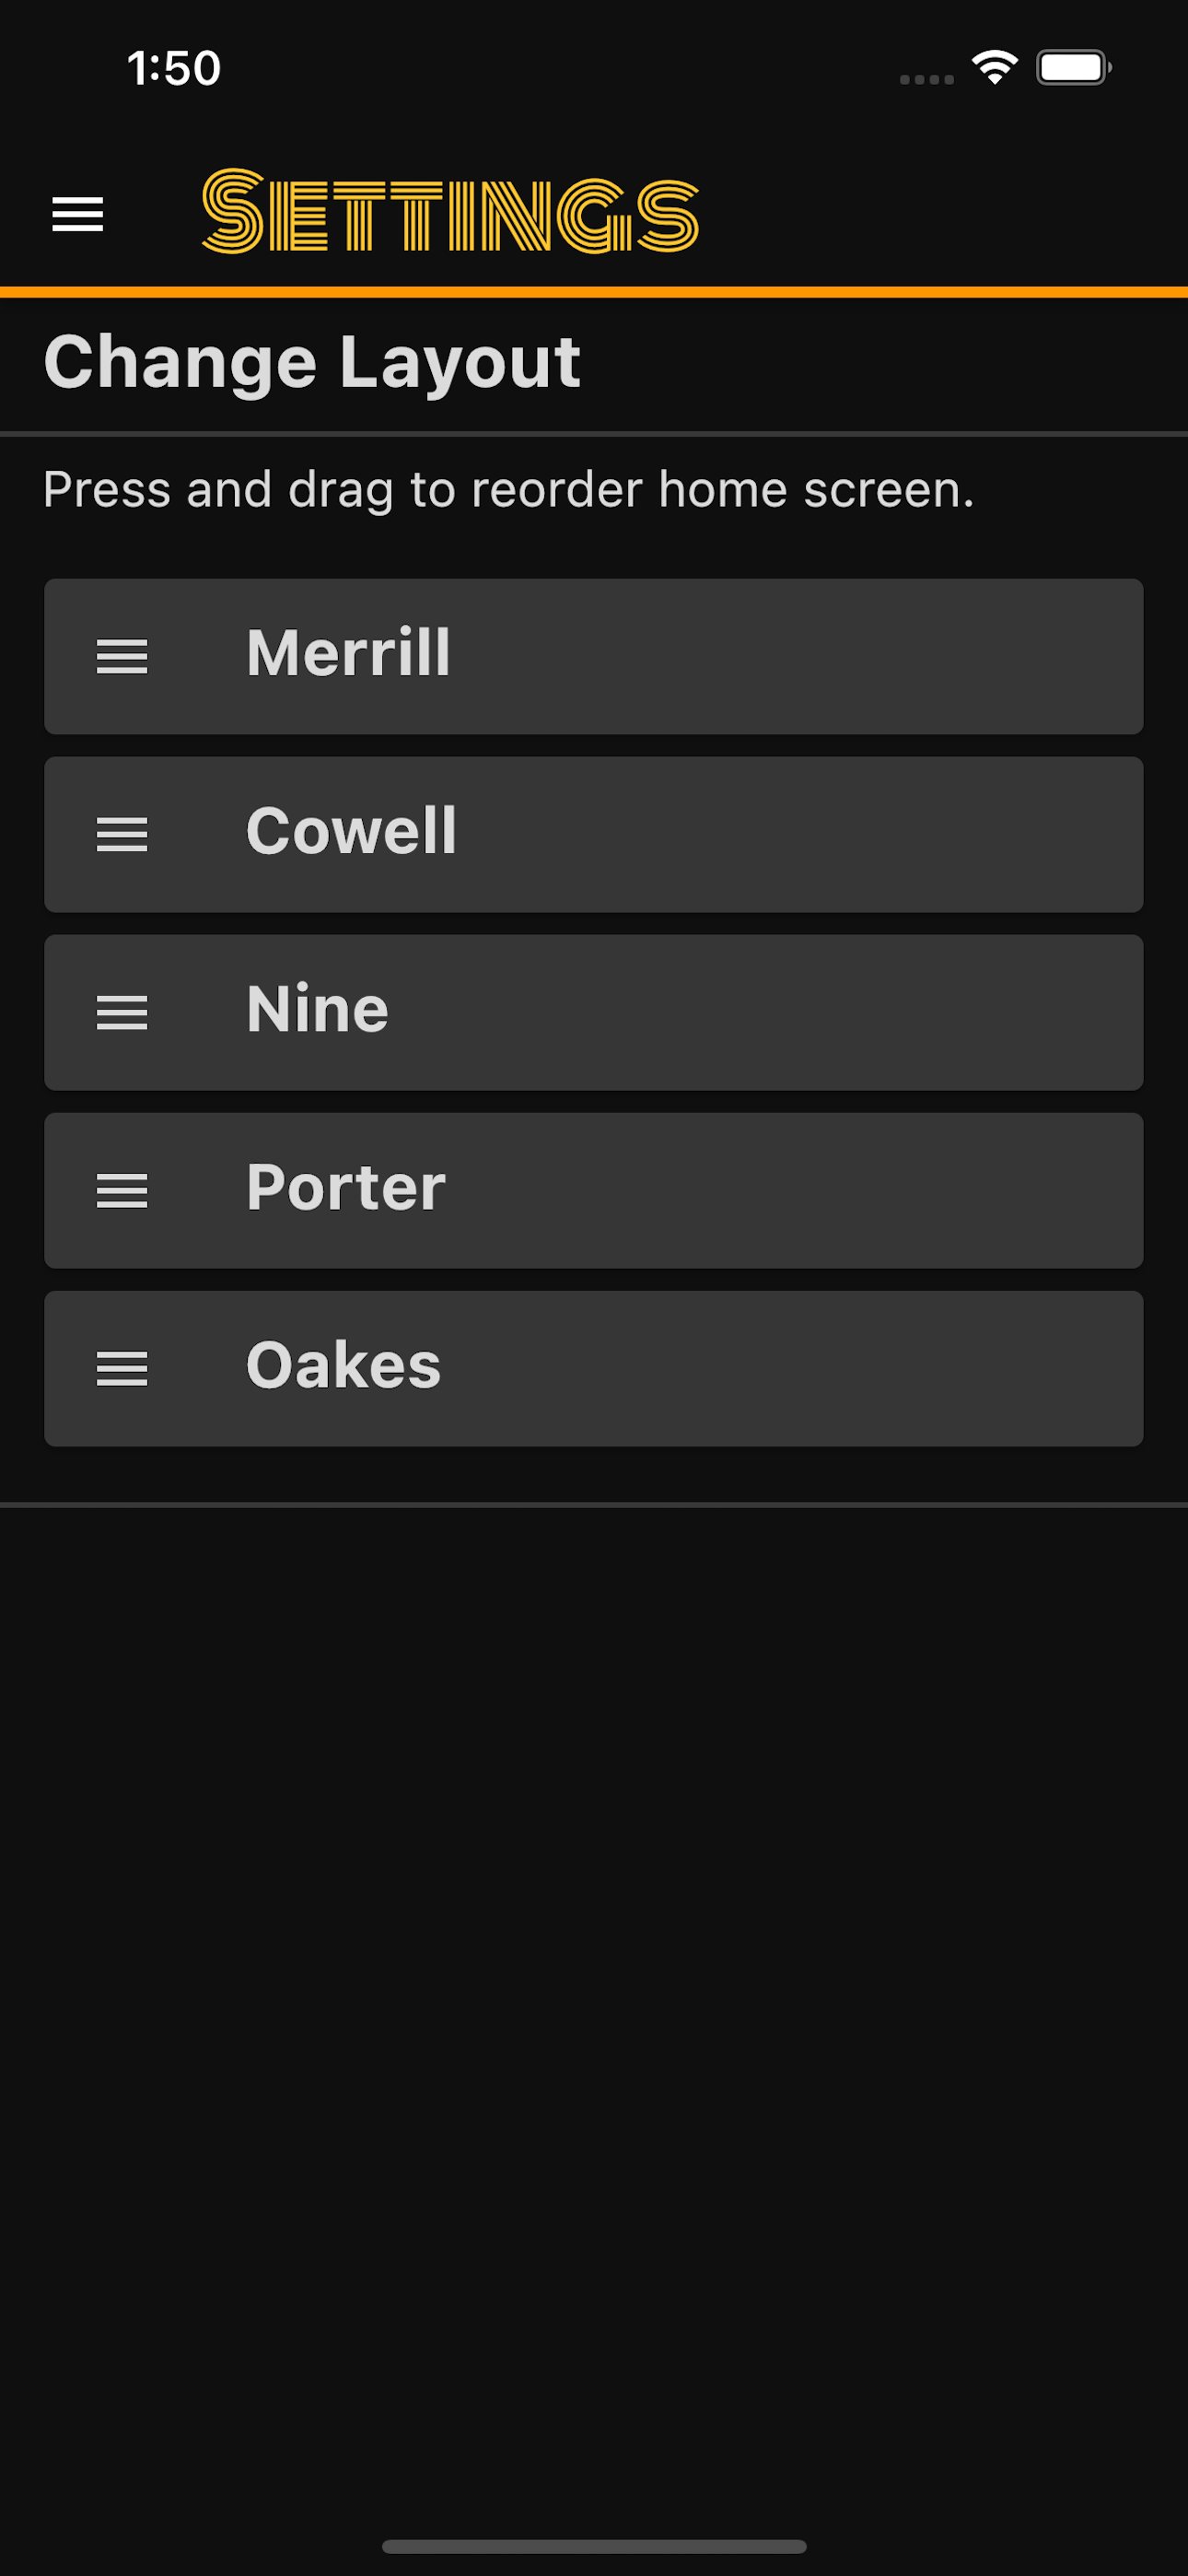 1:50
Settings
Change Layout
Press and drag to reorder home screen.
Merrill
Cowell
Nine
Porter
Oakes